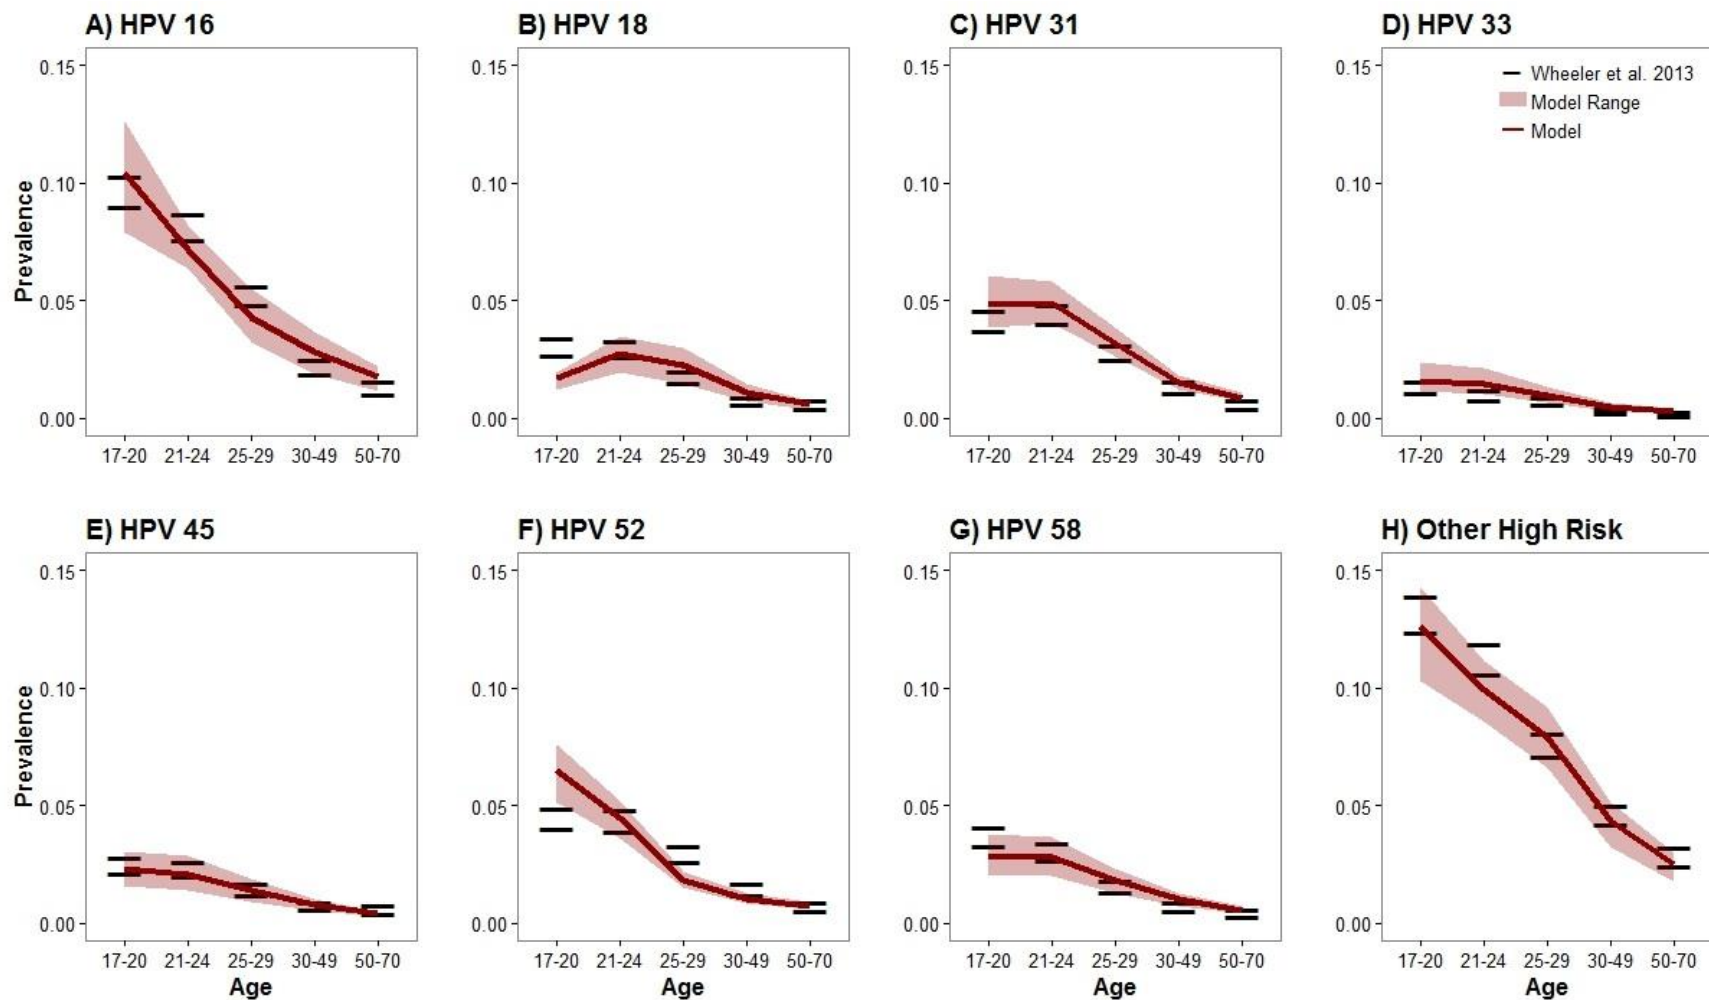 A) HPV 16
B) HPV 18
C) HPV 31
D) HPV 33
Prevalence
0.15
0.10
0.05
0.00
17-20 21-24 25-29 30-49 50-70
0.15
0.10
0.05
0.00
17-20 21-24 25-29 30-49 50-70
0.15
0.10
0.05
0.00
17-20 21-24 25-29 30-49 50-70
0.15
0.10
0.05
0.00
17-20 21-24 25-29 30-49 50-70
Wheeler et al. 2013
Model Range
Model
E) HPV 45
F) HPV 52
G) HPV 58
H) Other High Risk
Prevalence
0.15
0.10
0.05
0.00
17-20 21-24 25-29 30-49 50-70
Age
0.15
0.10
0.05
0.00
17-20 21-24 25-29 30-49 50-70
Age
0.15
0.10
0.05
0.00
17-20 21-24 25-29 30-49 50-70
Age
0.15
0.10
0.05
0.00
17-20 21-24 25-29 30-49 50-70
Age